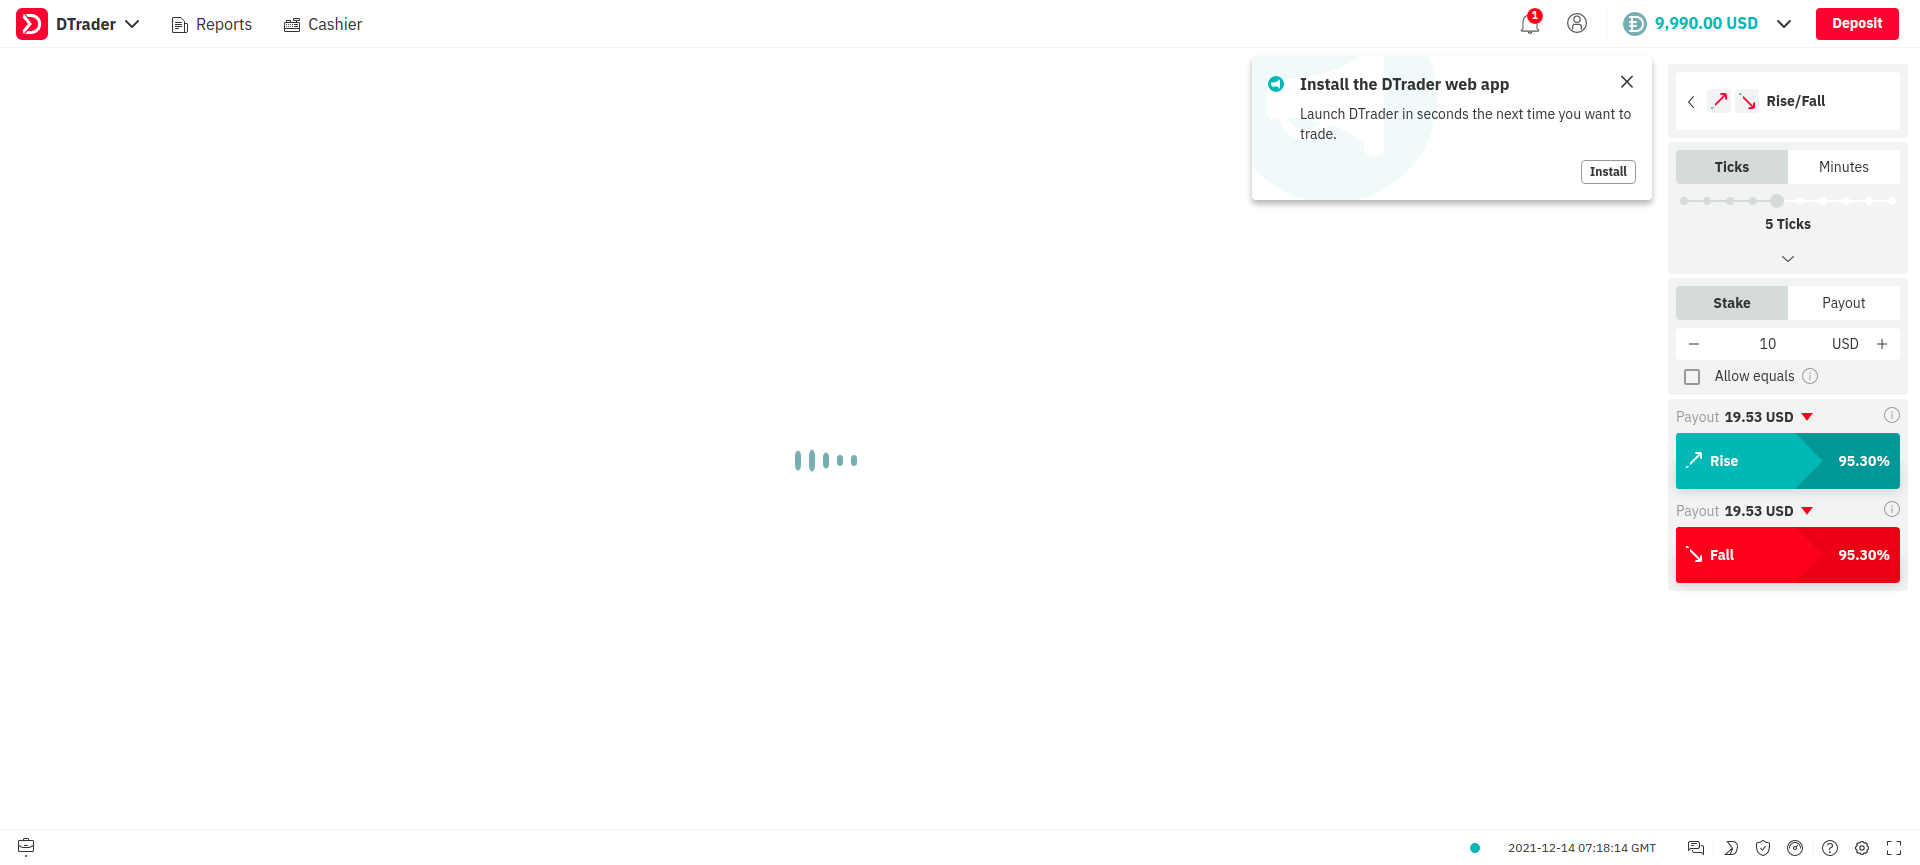 DTrader
Reports
Cashier
1
9,990.00 USD
Deposit
Install the DTrader web app
Launch DTrader in seconds the next time you want to
trade.
Install
Rise/Fall
Ticks Minutes
5 Ticks
Stake Payout
10 USD
Allow equals
Payout 19.53 USD
Rise 95.30%
Payout 19.53 USD
Fall 95.30%
2021-12-14 07:18:14 GMT